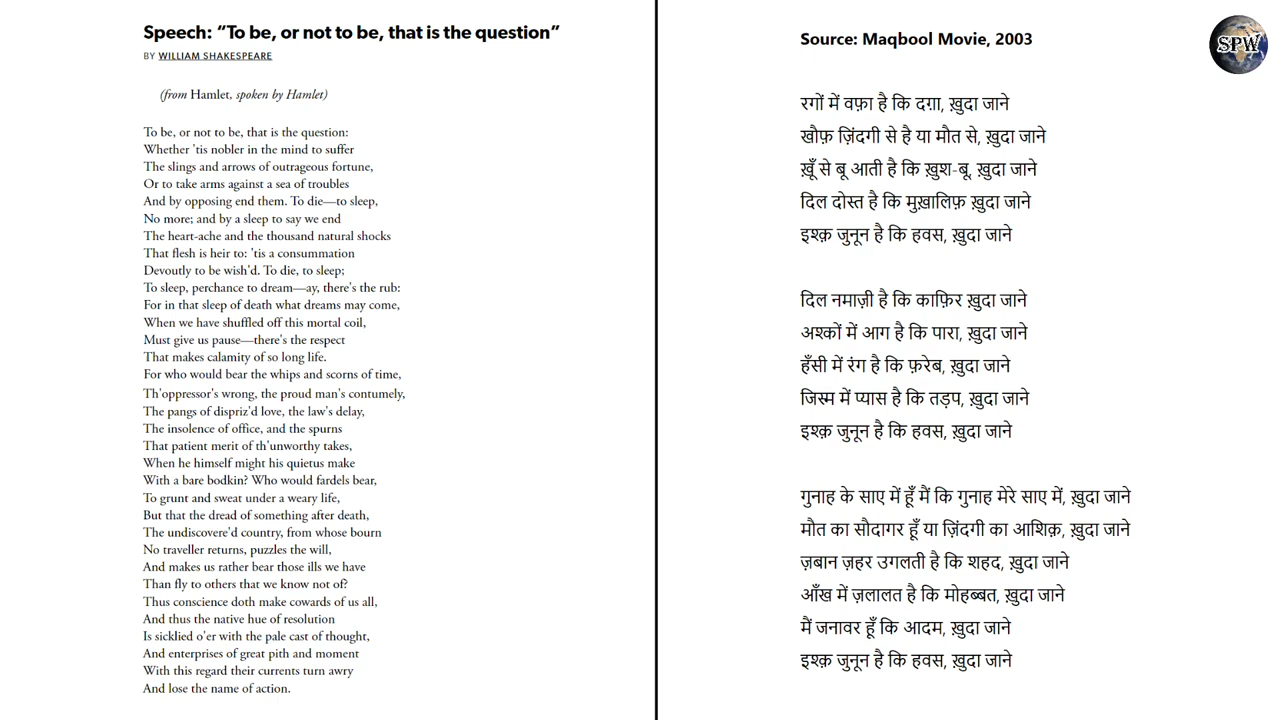 Speech: “To be, or not to be, that is the question”
BY WILLIAM SHAKESPEARE
(from Hamlet, spoken by Hamlet)
To be, or not to be, that is the question:
Whether 'tis nobler in the mind to suffer
The slings and arrows of outrageous fortune,
Or to take arms against a sea of troubles
And by opposing end them. To die—to sleep,
No more; and by a sleep to say we end
The heart-ache and the thousand natural shocks
That flesh is heir to: 'tis a consummation
Devoutly to be wish'd. To die, to sleep;
To sleep, perchance to dream—ay, there's the rub:
For in that sleep of death what dreams may come,
When we have shuffled off this mortal coil,
Must give us pause—there's the respect
That makes calamity of so long life.
For who would bear the whips and scorns of time,
Th'oppressor's wrong, the proud man's contumely,
The pangs of dispriz'd love, the law's delay,
The insolence of office, and the spurns
That patient merit of th'unworthy takes,
When he himself might his quietus make
With a bare bodkin? Who would fardels bear,
To grunt and sweat under a weary life,
But that the dread of something after death,
The undiscovere'd country, from whose bourn
No traveller returns, puzzles the will,
And makes us rather bear those ills we have
Than fly to others that we know not of?
Thus conscience doth make cowards of us all,
And thus the native hue of resolution
Is sicklied o'er with the pale cast of thought,
And enterprises of great pith and moment
With this regard their currents turn awry
And lose the name of action.
Source: Maqbool Movie, 2003
रगों में वफ़ा है कि दग़ा, ख़ुदा जाने
खौफ़ ज़िंदगी से है या मौत से, ख़ुदा जाने
ख़ूँ से बू आती है कि ख़ुश-बू, ख़ुदा जाने
दिल दोस्त है कि मुख़ालिफ़ ख़ुदा जाने
इश्क़ जुनून है कि हवस, ख़ुदा जाने
दिल नमाज़ी है कि काफ़िर ख़ुदा जाने
अश्कों में आग है कि पारा, ख़ुदा जाने
हँसी में रंग है कि फ़रेब, ख़ुदा जाने
जिस्म में प्यास है कि तड़प, ख़ुदा जाने
इश्क़ जुनून है कि हवस, ख़ुदा जाने
गुनाह के साए में हूँ मैं कि गुनाह मेरे साए में, ख़ुदा जाने
मौत का सौदागर हूँ या ज़िंदगी का आशिक़, ख़ुदा जाने
ज़बान ज़हर उगलती है कि शहद, ख़ुदा जाने
आँख में ज़लालत है कि मोहब्बत, ख़ुदा जाने
मैं जनावर हूँ कि आदम, ख़ुदा जाने
इश्क़ जुनून है कि हवस, ख़ुदा जाने
SPW